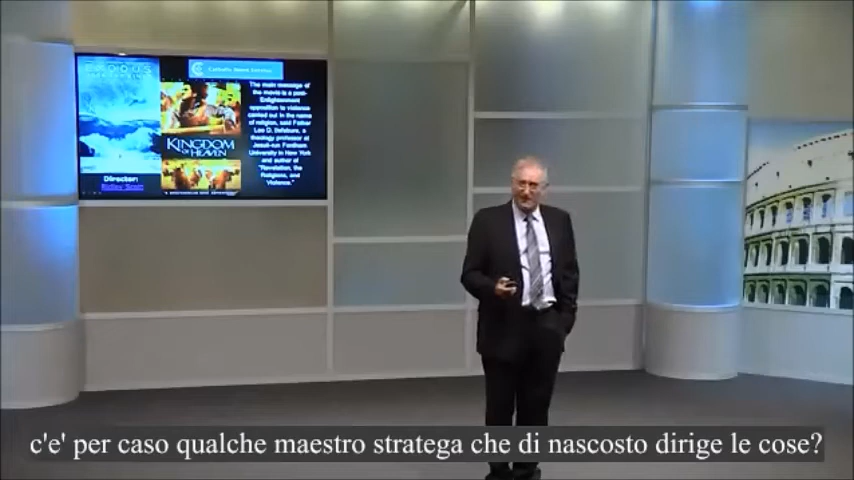 EXODUS
Catholic News Service
The main message of
the movie is a post-
Enlightenment
opposition to violence
carried out in the name
of religion, said Father
Leo D. Lefebure, a
theology professor at
Jesuit-run Fordham
University in New York
and author of
"Revelation, the
Religions, and
Violence."
KINGDOM
OF HEAVEN
Director:
Ridley Scott
c'e' per caso qualche maestro stratega che di nascosto dirige le cose?